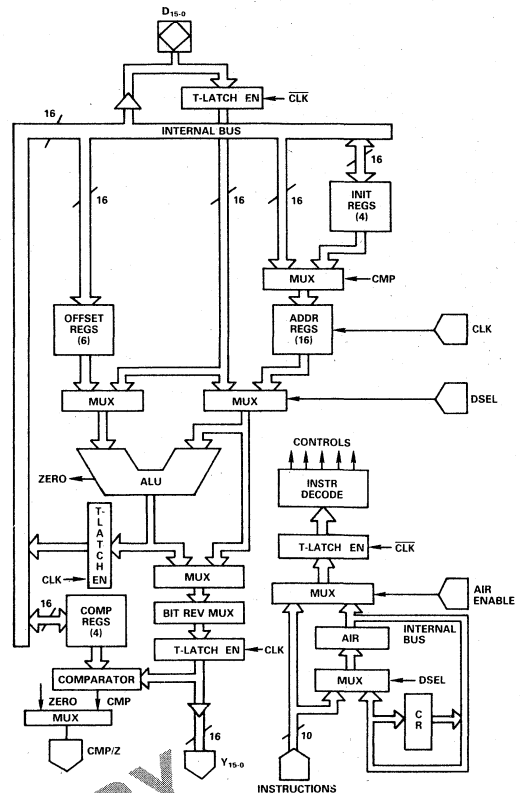 D15-0
T-LATCH EN
CLK
16
INTERNAL BUS
16
16
16
16
INIT
REGS
(4)
MUX
CMP
OFFSET
REGS
(6)
ADDR
REGS
(16)
CLK
MUX
MUX
DSEL
CONTROLS
ZERO
ALU
INSTR
DECODE
T-LATCH EN
CLK
T-LATCH EN
CLK
MUX
MUX
AIR
ENABLE
16
COMP
REGS
(4)
BIT REV MUX
AIR
INTERNAL
BUS
T-LATCH EN
CLK
MUX
DSEL
COMPARATOR
ZERO
CMP
CR
MUX
16
10
CMP/Z
Y15-0
INSTRUCTIONS